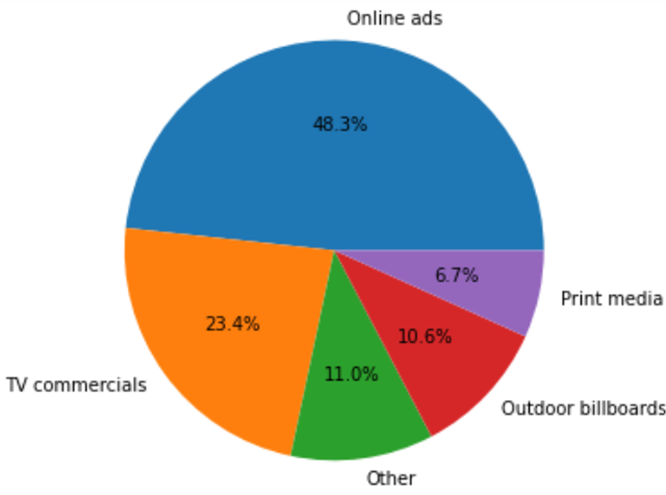 Online ads
48.3%
6.7%
Print media
23.4%
10.6%
11.0%
TV commercials
Outdoor billboards
Other